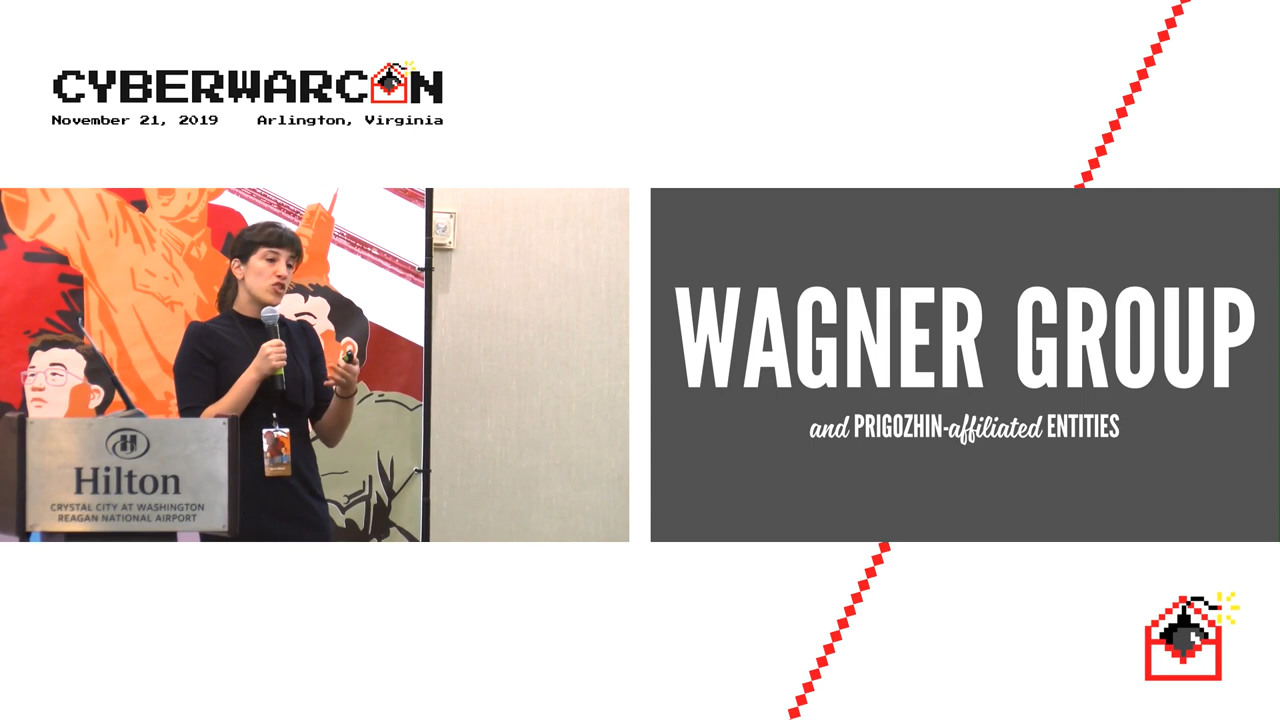 CYBERWARCON
November 21, 2019 Arlington, Virginia
Hilton
CRYSTAL CITY AT WASHINGTON
REAGAN NATIONAL AIRPORT
WAGNER GROUP
and PRIGOZHIN-affiliated ENTITIES